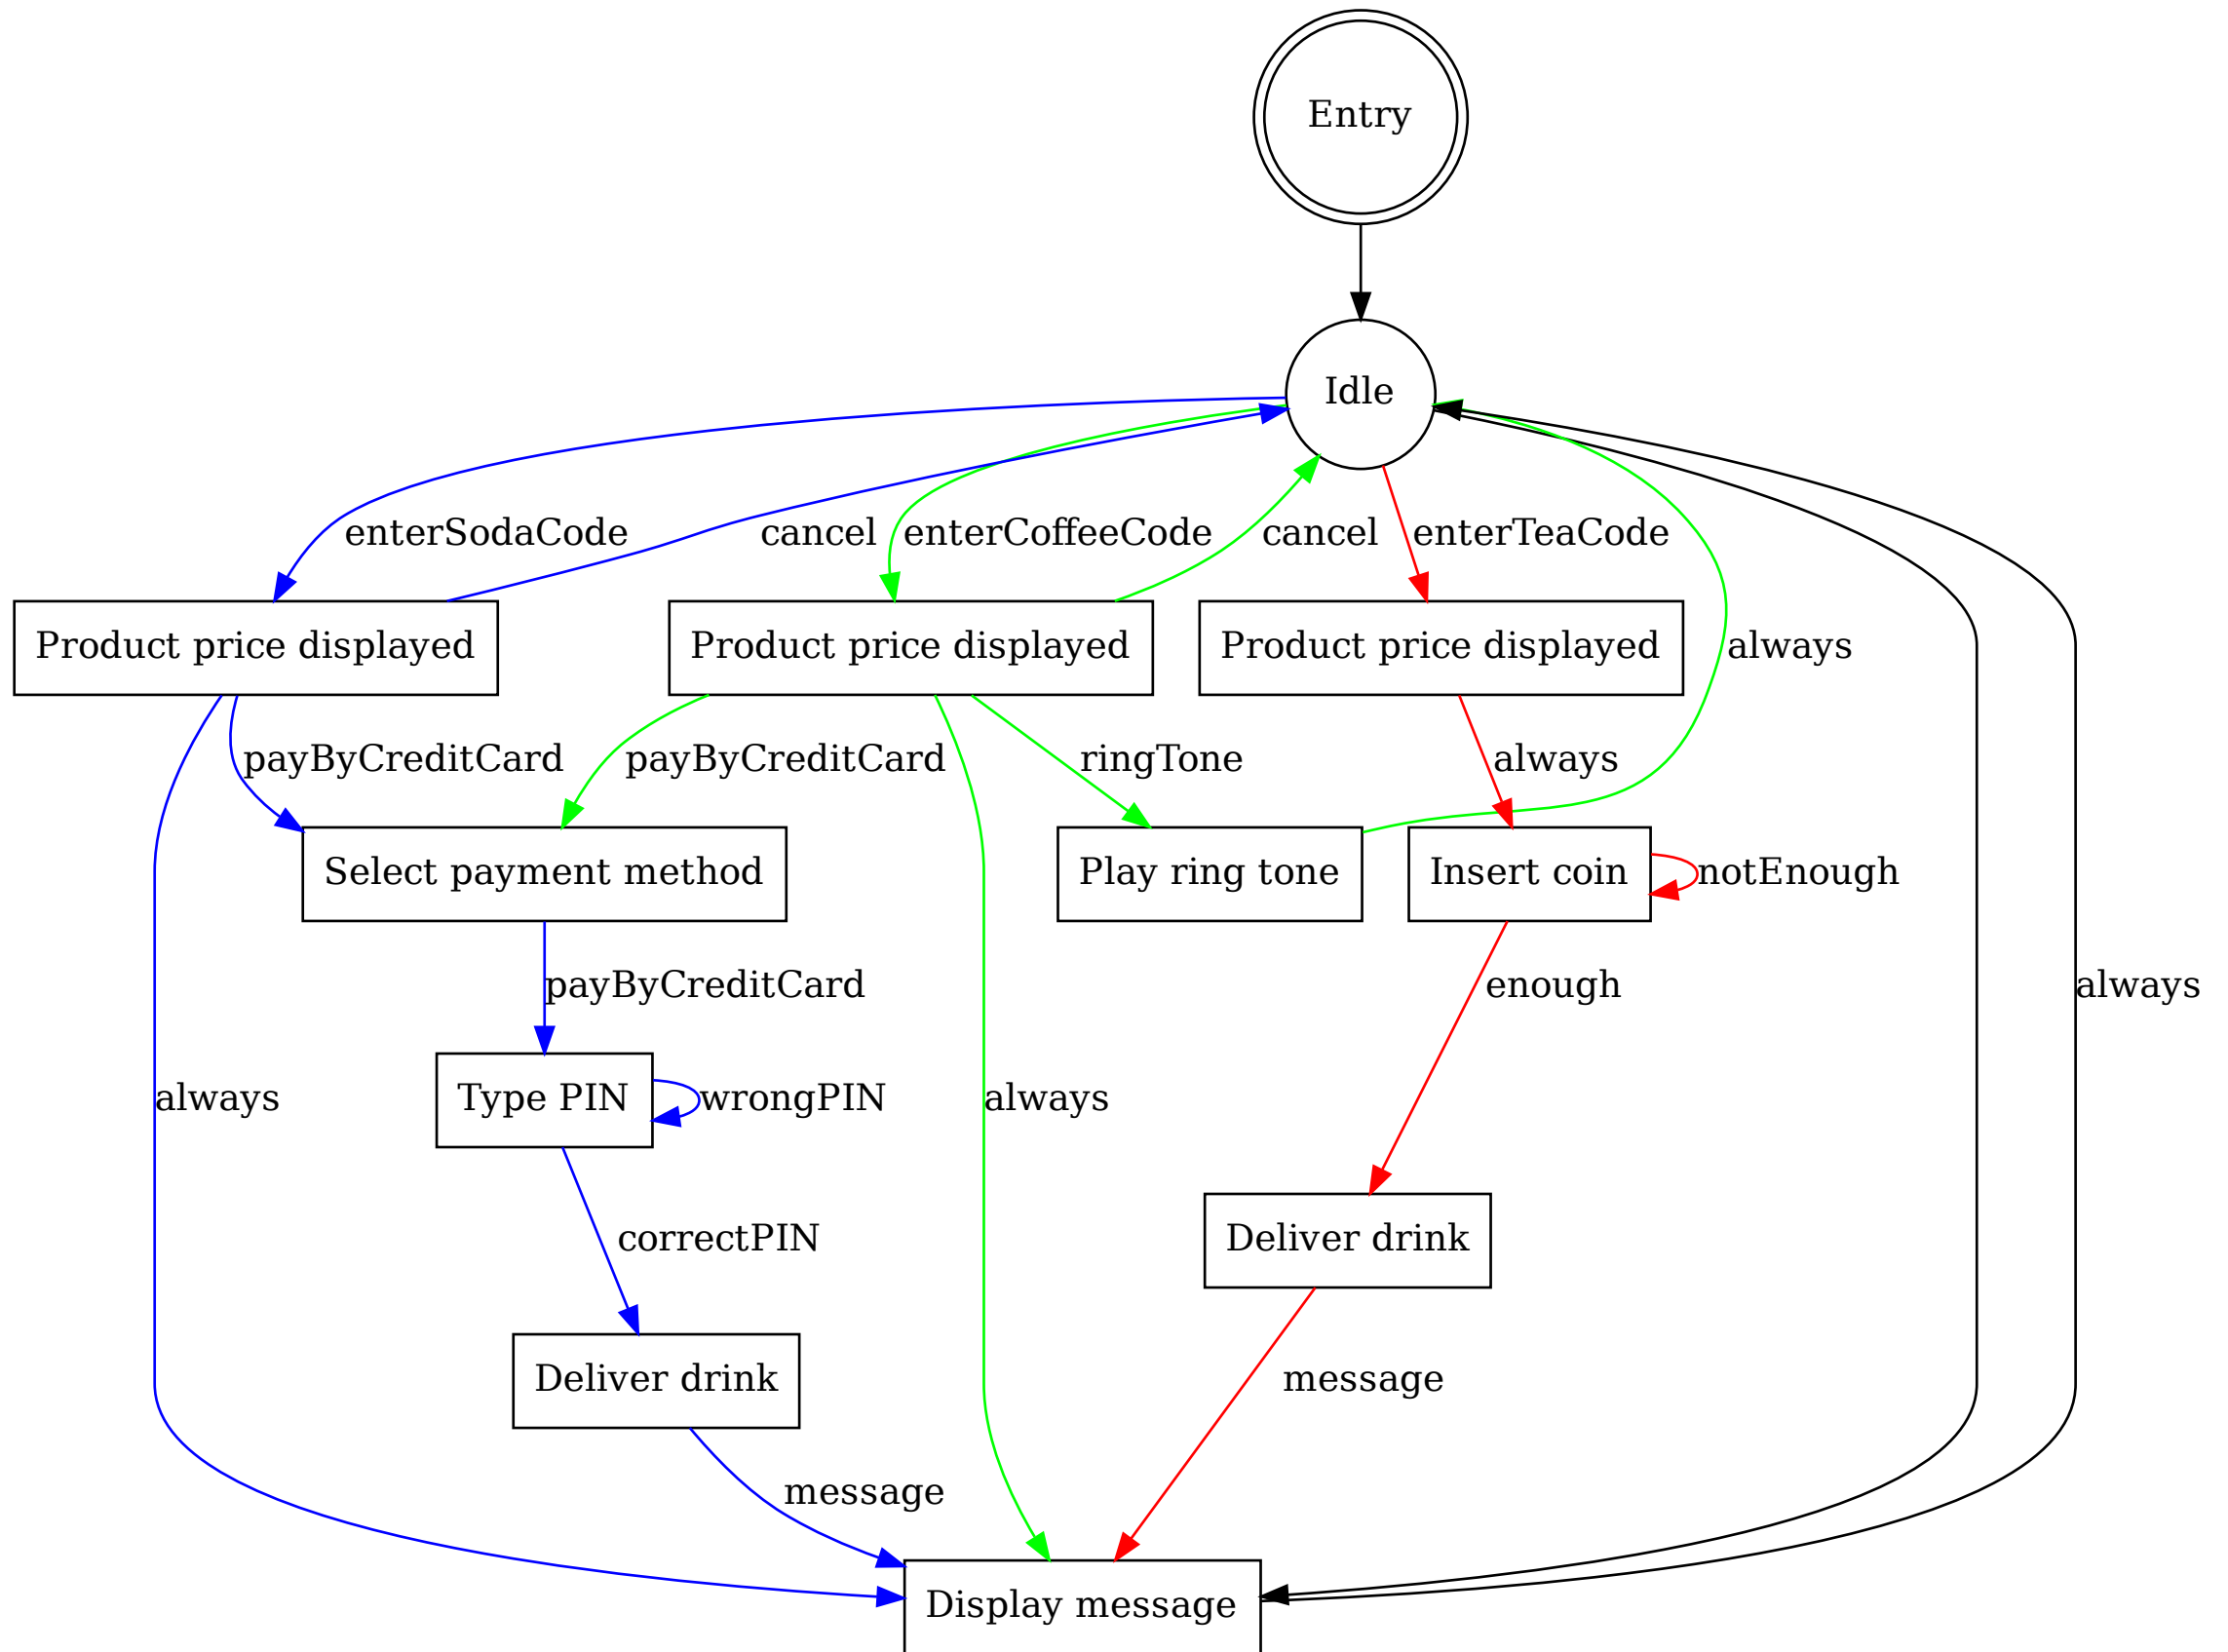 Entry
Idle
enterSodaCode
cancel
enterCoffeeCode
cancel
enterTeaCode
Product price displayed
Product price displayed
Product price displayed
always
payByCreditCard
payByCreditCard
ringTone
always
Select payment method
Play ring tone
Insert coin
notEnough
payByCreditCard
enough
always
always
Type PIN
wrongPIN
always
correctPIN
Deliver drink
Deliver drink
message
message
Display message